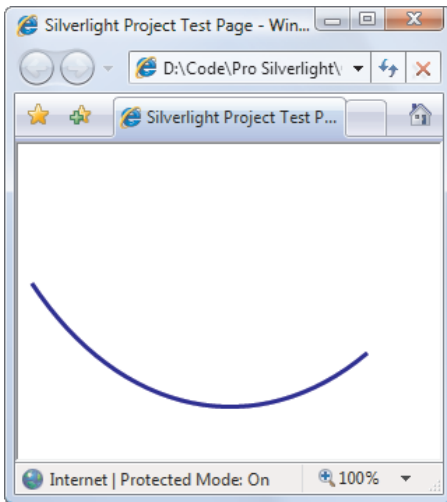 Silverlight Project Test Page - Win...
D:\Code\Pro Silverlight\
Silverlight Project Test P...
Internet | Protected Mode: On
100%